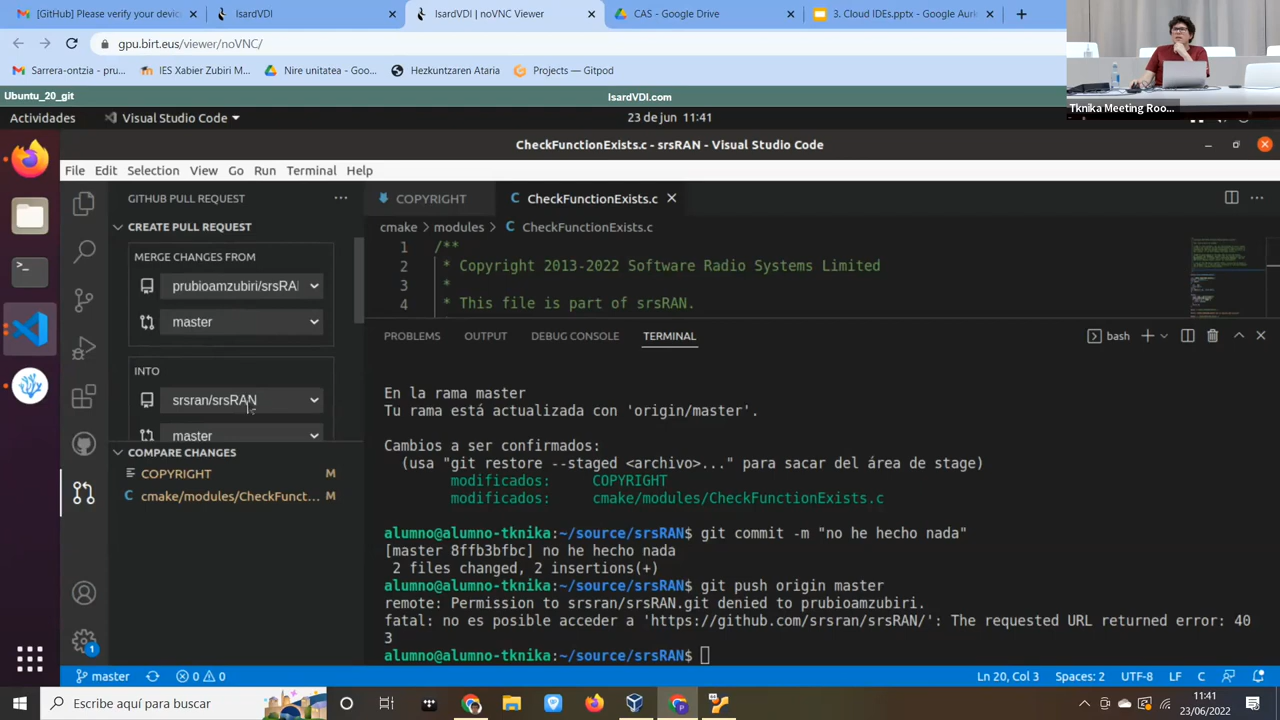 [GitHub] Please verify your devic
IsardVDI
IsardVDI | noVNC Viewer
CAS - Google Drive
3. Cloud IDEs.pptx - Google Aurk
gpu.birt.eus/viewer/noVNC/
Sarrera-ontzia - pru...
IES Xabier Zubiri M...
Nire unitatea - Goo...
Hezkuntzaren Ataria
Projects — Gitpod
Tknika Meeting Roo...
Ubuntu_20_git
IsardVDI.com
Actividades
Visual Studio Code
23 de jun 11:41
CheckFunctionExists.c - srsRAN - Visual Studio Code
File Edit Selection View Go Run Terminal Help
GITHUB PULL REQUEST
CREATE PULL REQUEST
MERGE CHANGES FROM
prubioamzubiri/srsRAI
master
INTO
srsran/srsRAN
master
COMPARE CHANGES
COPYRIGHT M
cmake/modules/CheckFunct... M
COPYRIGHT
CheckFunctionExists.c
cmake > modules > CheckFunctionExists.c
1 /**
2 * Copyright 2013-2022 Software Radio Systems Limited
3 *
4 * This file is part of srsRAN.
PROBLEMS OUTPUT DEBUG CONSOLE TERMINAL
bash
En la rama master
Tu rama está actualizada con 'origin/master'.
Cambios a ser confirmados:
(usa "git restore --staged <archivo>..." para sacar del área de stage)
modificados: COPYRIGHT
modificados: cmake/modules/CheckFunctionExists.c
alumno@alumno-tknika:~/source/srsRAN$ git commit -m "no he hecho nada"
[master 8ffb3bfbc] no he hecho nada
2 files changed, 2 insertions(+)
alumno@alumno-tknika:~/source/srsRAN$ git push origin master
remote: Permission to srsran/srsRAN.git denied to prubioamzubiri.
fatal: no es posible acceder a 'https://github.com/srsran/srsRAN/': The requested URL returned error: 40
3
alumno@alumno-tknika:~/source/srsRAN$
1
master
0
0
Ln 20, Col 3
Spaces: 2
UTF-8
LF
C
Escribe aquí para buscar
11:41
23/06/2022